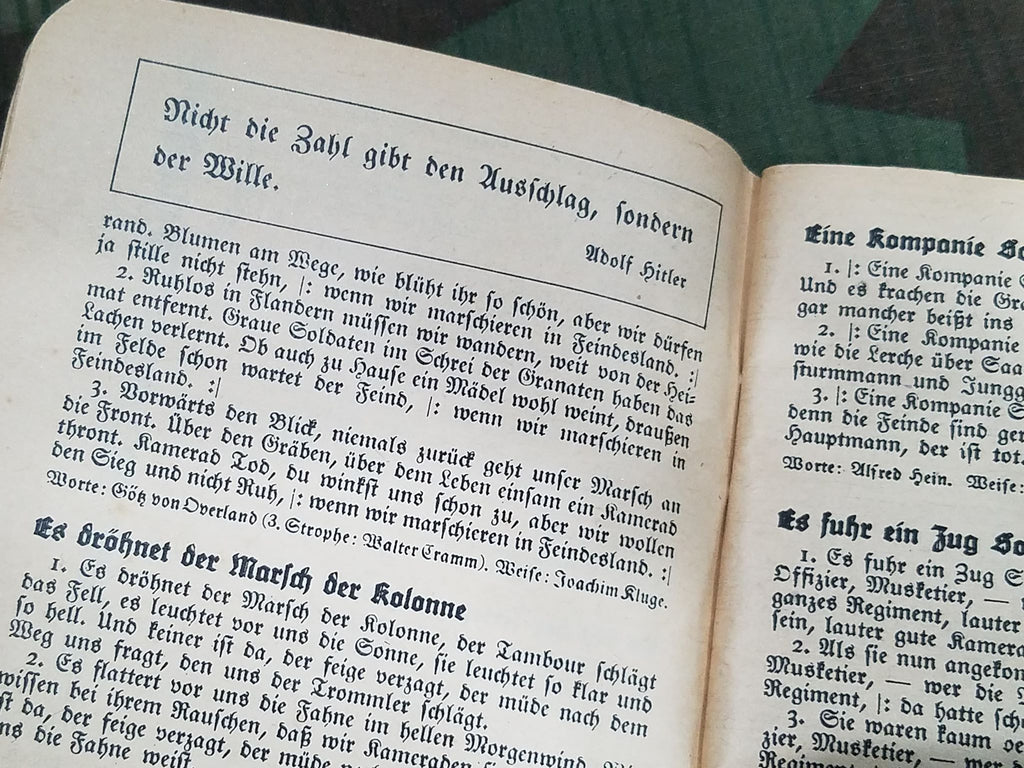 Nicht die Zahl gibt den Ausschlag, sondern
der Wille.
Adolf Hitler
rand. Blumen am Wege, wie blüht ihr so schön, aber wir dürfen
ja stille nicht stehn, |: wenn wir marschieren in Feindesland. :|
2. Ruhlos in Flandern müssen wir wandern, weit von der Hei-
mat entfernt. Graue Soldaten im Schrei der Granaten haben das
Lachen verlernt. Ob auch zu Hause ein Mädel wohl weint, draußen
im Felde schon wartet der Feind, |: wenn wir marschieren in
Feindesland. :|
3. Vorwärts den Blick, niemals zurück geht unser Marsch an
die Front. Über den Gräben, über dem Leben einsam ein Kamerad
thront. Kamerad Tod, du winkst uns schon zu, aber wir wollen
den Sieg und nicht Ruh, |: wenn wir marschieren in Feindesland. :|
Worte: Götz von Overland (3. Strophe: Walter Cramm). Weise: Joachim Kluge.
Es dröhnet der Marsch der Kolonne
1. Es dröhnet der Marsch der Kolonne, der Tambour schlägt
das Fell, es leuchtet vor uns die Sonne, sie leuchtet so klar und
so hell. Und keiner ist da, der feige verzagt, der müde nach dem
Weg uns fragt, den uns der Trommler schlägt.
2. Es flattert vor uns die Fahne im hellen Morgenwind.
wissen bei ihrem Rauschen, daß wir Kameraden
da, der feige verzagt, der müde
die Fahne weist.
Eine Kompanie
1. |: Eine Kompanie
Und es krachen die
gar mancher beißt ins
2. |: Eine Kompanie
wie die Lerche über
sturmmann und
3. |: Eine Kompanie
denn die Feinde sind
Hauptmann, der ist tot.
Worte: Alfred Hein. Weise:
Es fuhr ein Zug
1. Es fuhr ein Zug
Offizier, Musketier, —
ganzes Regiment, lauter
sein, lauter gute
2. Als sie nun
Musketier, — wer die
Regiment, |: da hatte
3. Sie waren kaum
zier, Musketier, — wer